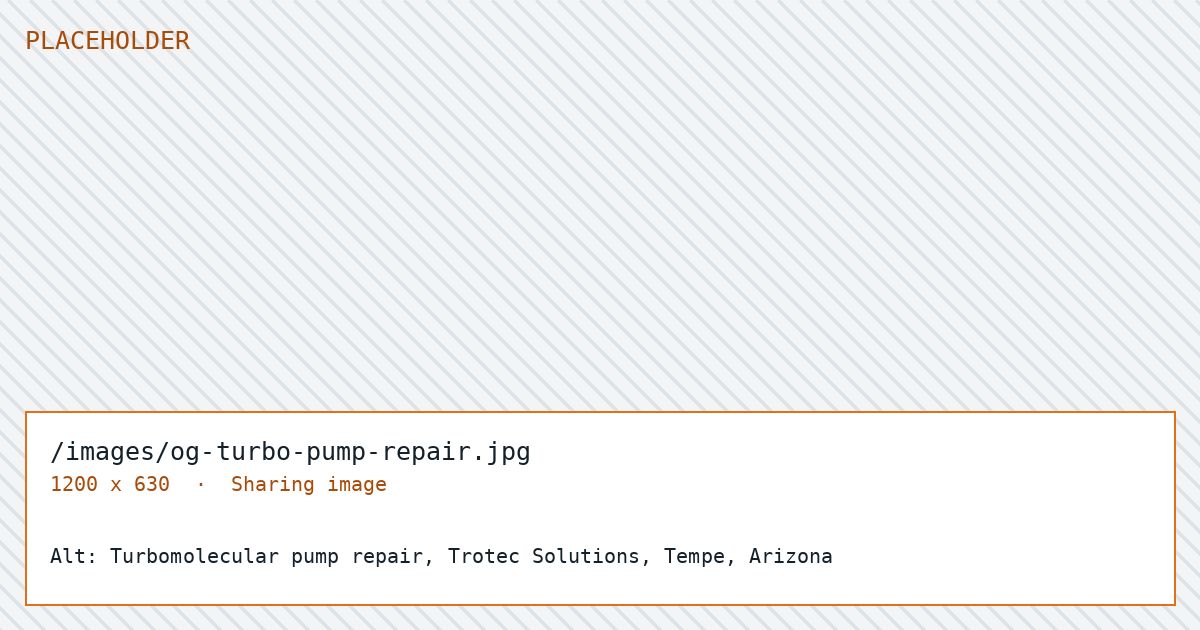 PLACEHOLDER
/images/og-turbo-pump-repair.jpg
1200 x 630 · Sharing image
Alt: Turbomolecular pump repair, Trotec Solutions, Tempe, Arizona